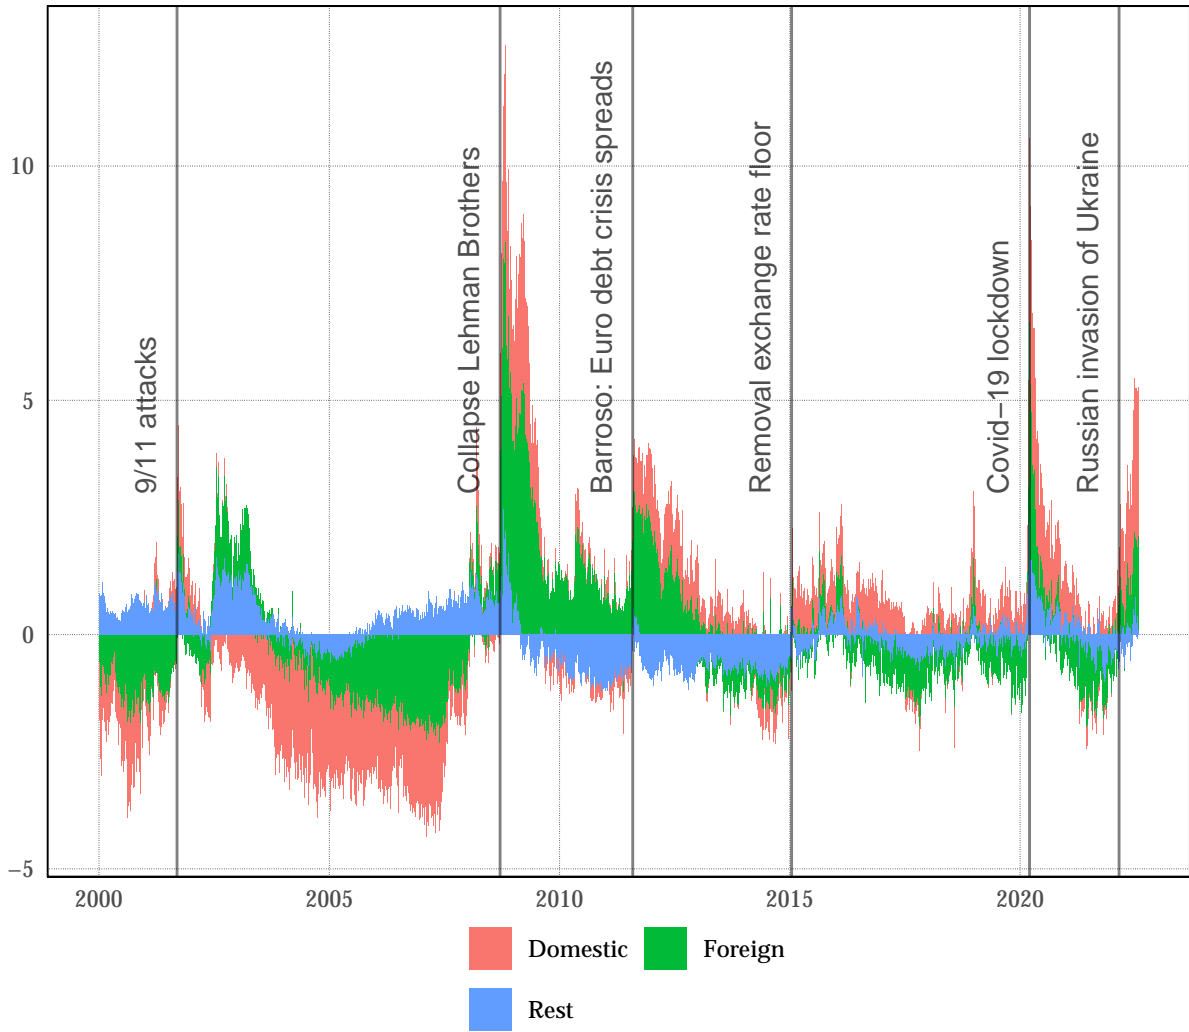 10
5
0
−5
9/11 attacks
Collapse Lehman Brothers
Barroso: Euro debt crisis spreads
Removal exchange rate floor
Covid−19 lockdown
Russian invasion of Ukraine
2000
2005
2010
2015
2020
Domestic
Foreign
Rest